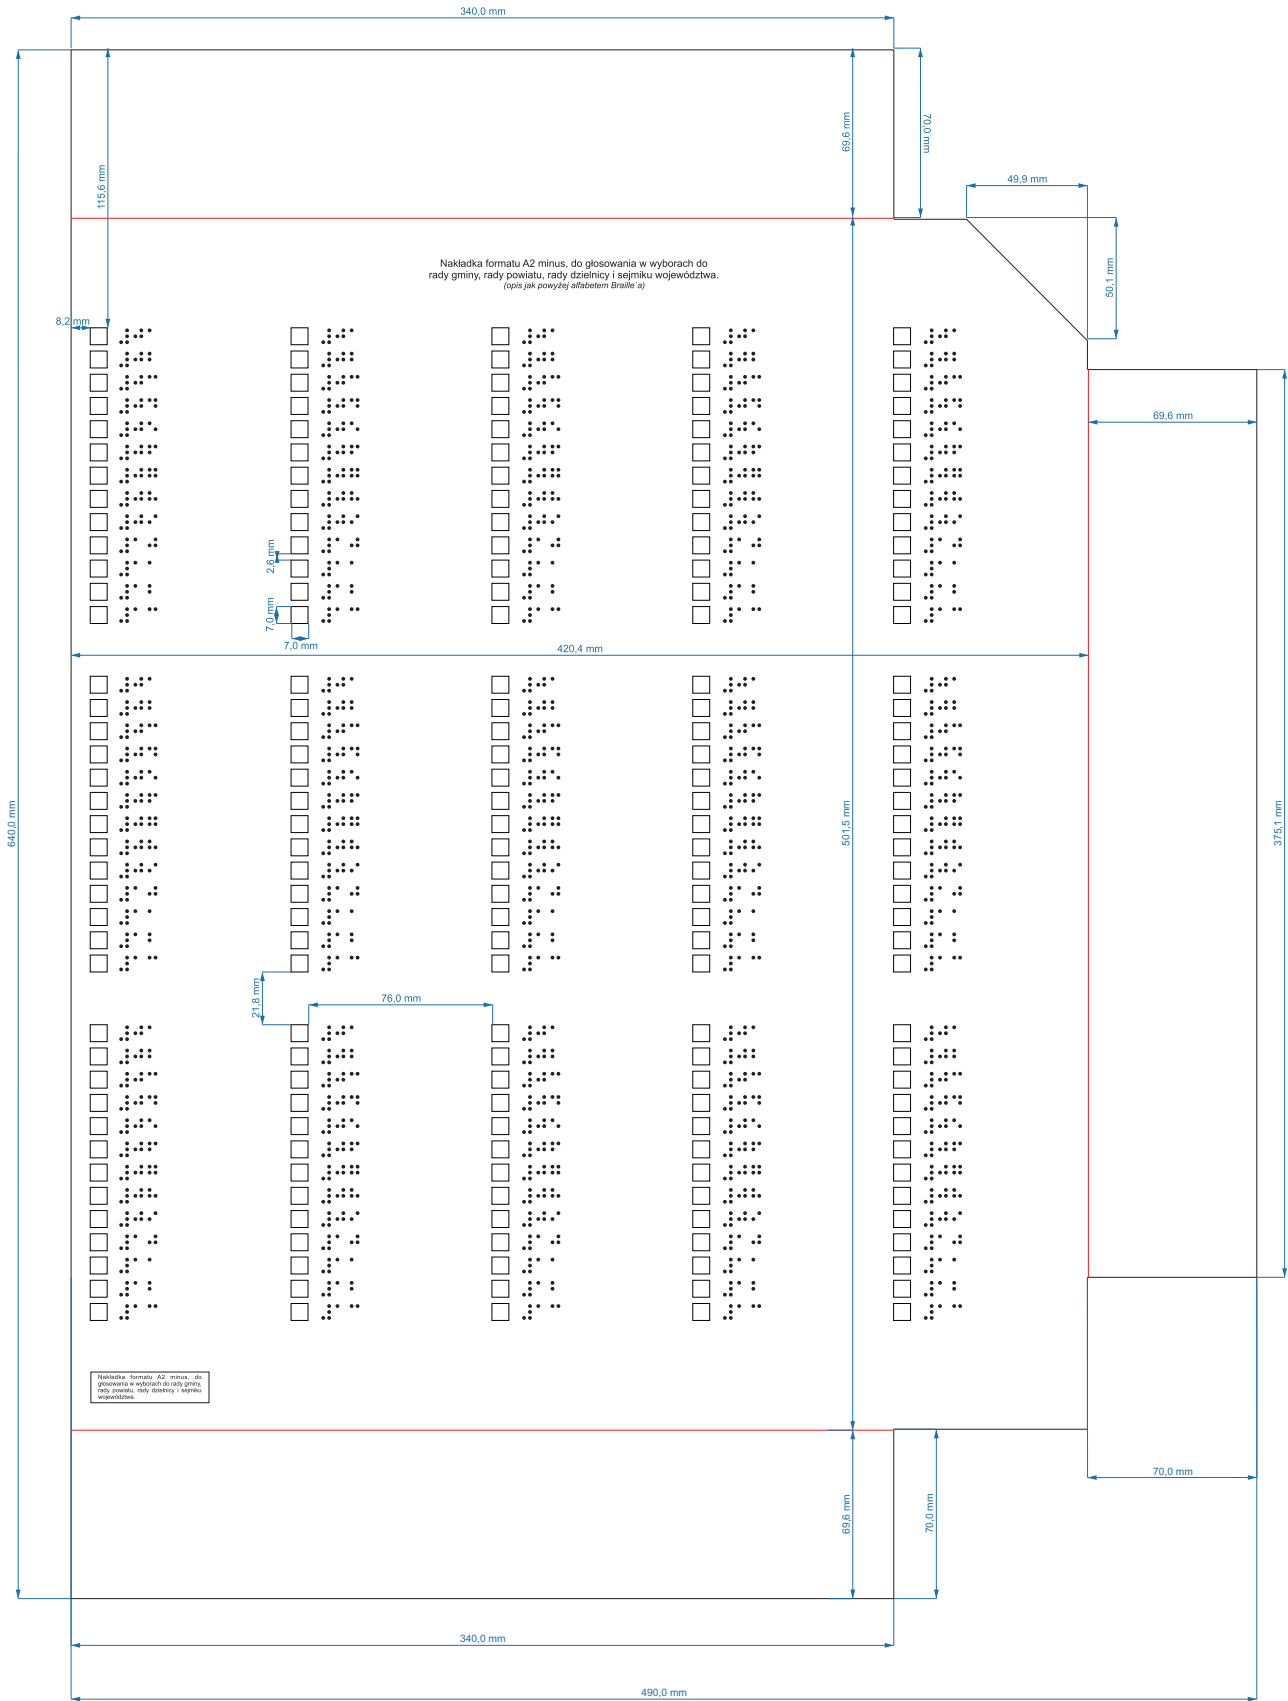 340,0 mm
69,6 mm
70,0 mm
115,6 mm
49,9 mm
50,1 mm
Nakładka formatu A2 minus, do głosowania w wyborach do
rady gminy, rady powiatu, rady dzielnicy i sejmiku województwa.
(opis jak powyżej alfabetem Braille`a)
8,2 mm
69,6 mm
2,6 mm
7,0 mm
7,0 mm
420,4 mm
640,0 mm
501,5 mm
375,1 mm
21,8 mm
76,0 mm
Nakładka formatu A2 minus, do
głosowania w wyborach do rady gminy,
rady powiatu, rady dzielnicy i sejmiku
województwa.
70,0 mm
69,6 mm
70,0 mm
340,0 mm
490,0 mm